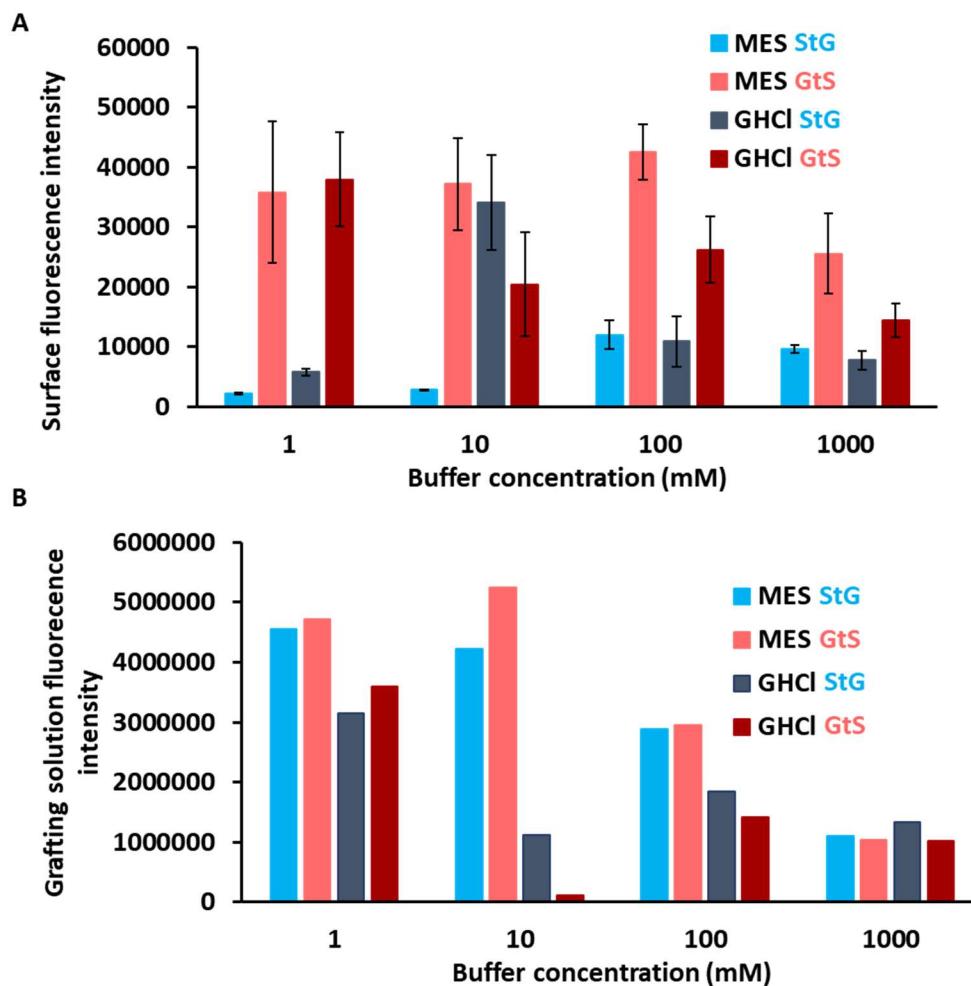 A
Surface fluorescence intensity
60000
50000
40000
30000
20000
10000
0
MES StG
MES GtS
GHCl StG
GHCl GtS
1 10 100 1000
Buffer concentration (mM)
B
Grafting solution fluorecence
intensity
6000000
5000000
4000000
3000000
2000000
1000000
0
MES StG
MES GtS
GHCl StG
GHCl GtS
1 10 100 1000
Buffer concentration (mM)